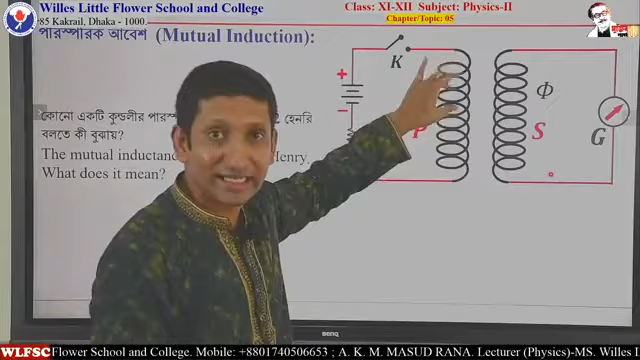 Willes Little Flower School and College
85 Kakrail, Dhaka -1000.
Class: XI-XII Subject: Physics-II
Chapter/Topic: 05
পারস্পারক আবেশ (Mutual Induction):
K
+
−
কোনো একটি কুন্ডলীর পারস্প হেনরি
বলতে কী বুঝায়?
The mutual inductanc Henry.
What does it mean?
P
S
Φ
G
BenQ
WLFSC Flower School and College. Mobile: +8801740506653 ; A. K. M. MASUD RANA. Lecturer (Physics)-MS. Willes L